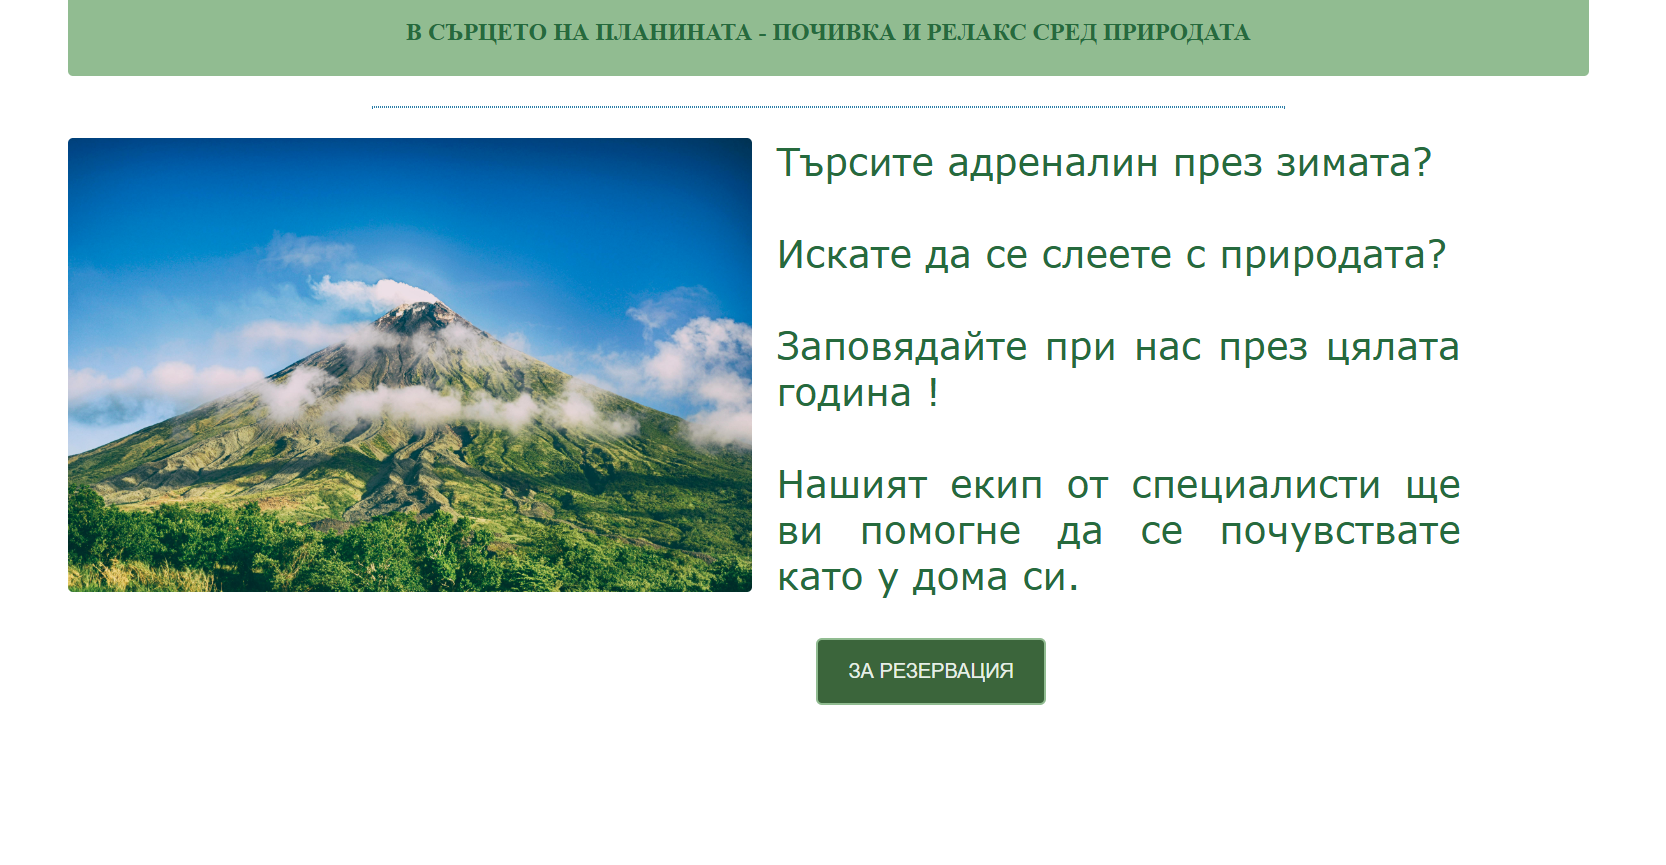 В СЪРЦЕТО НА ПЛАНИНАТА - ПОЧИВКА И РЕЛАКС СРЕД ПРИРОДАТА
Търсите адреналин през зимата?
Искате да се слеете с природата?
Заповядайте при нас през цялата
година !
Нашият екип от специалисти ще
ви помогне да се почувствате
като у дома си.
ЗА РЕЗЕРВАЦИЯ